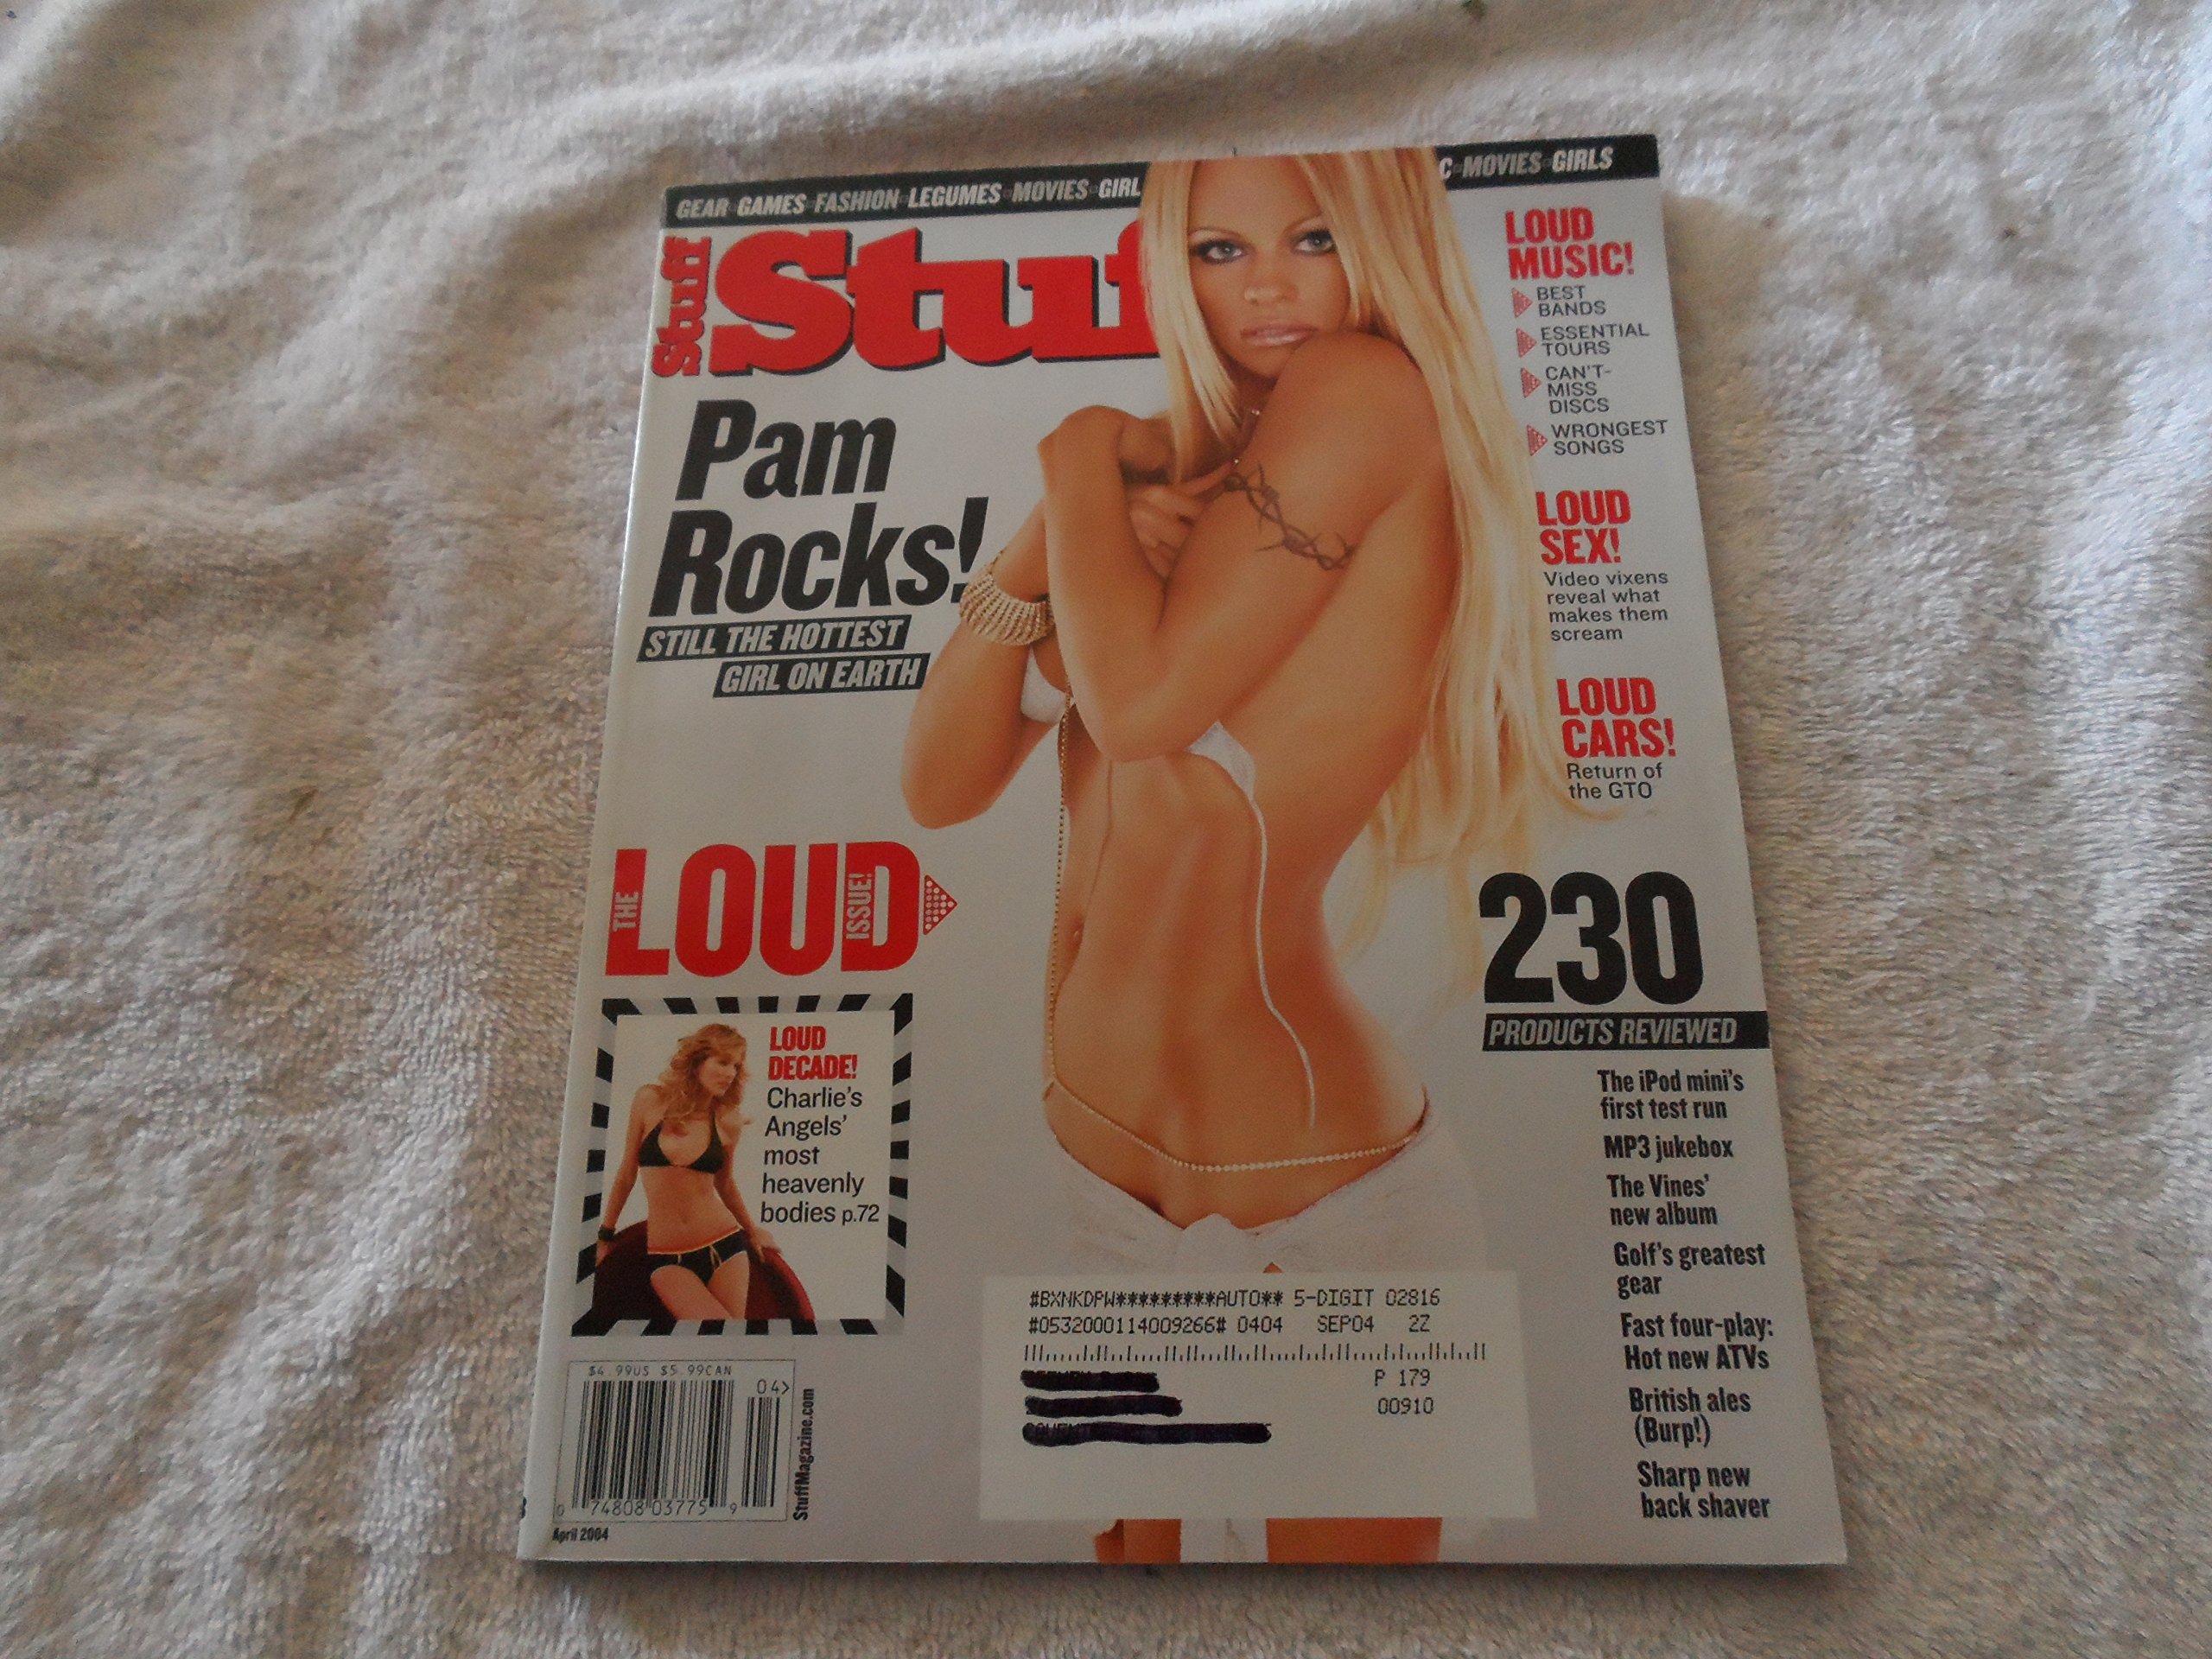 GEAR GAMES FASHION LEGUMES MOVIES GIRL
C MOVIES GIRLS
Stuff
Stuf
Pam
Rocks!
STILL THE HOTTEST
GIRL ON EARTH
THE
LOUD
ISSUE!
LOUD
DECADE!
Charlie's
Angels'
most
heavenly
bodies p.72
$4.99US $5.99CAN
04>
0 74808 03775 9
StuffMagazine.com
April 2004
LOUD
MUSIC!
BEST
BANDS
ESSENTIAL
TOURS
CAN'T-
MISS
DISCS
WRONGEST
SONGS
LOUD
SEX!
Video vixens
reveal what
makes them
scream
LOUD
CARS!
Return of
the GTO
230
PRODUCTS REVIEWED
The iPod mini's
first test run
MP3 jukebox
The Vines'
new album
Golf's greatest
gear
Fast four-play:
Hot new ATVs
British ales
(Burp!)
Sharp new
back shaver
#BXNKDPW*********AUTO** 5-DIGIT 02816
#0532000114009266# 0404 SEP04 2Z
P 179
00910